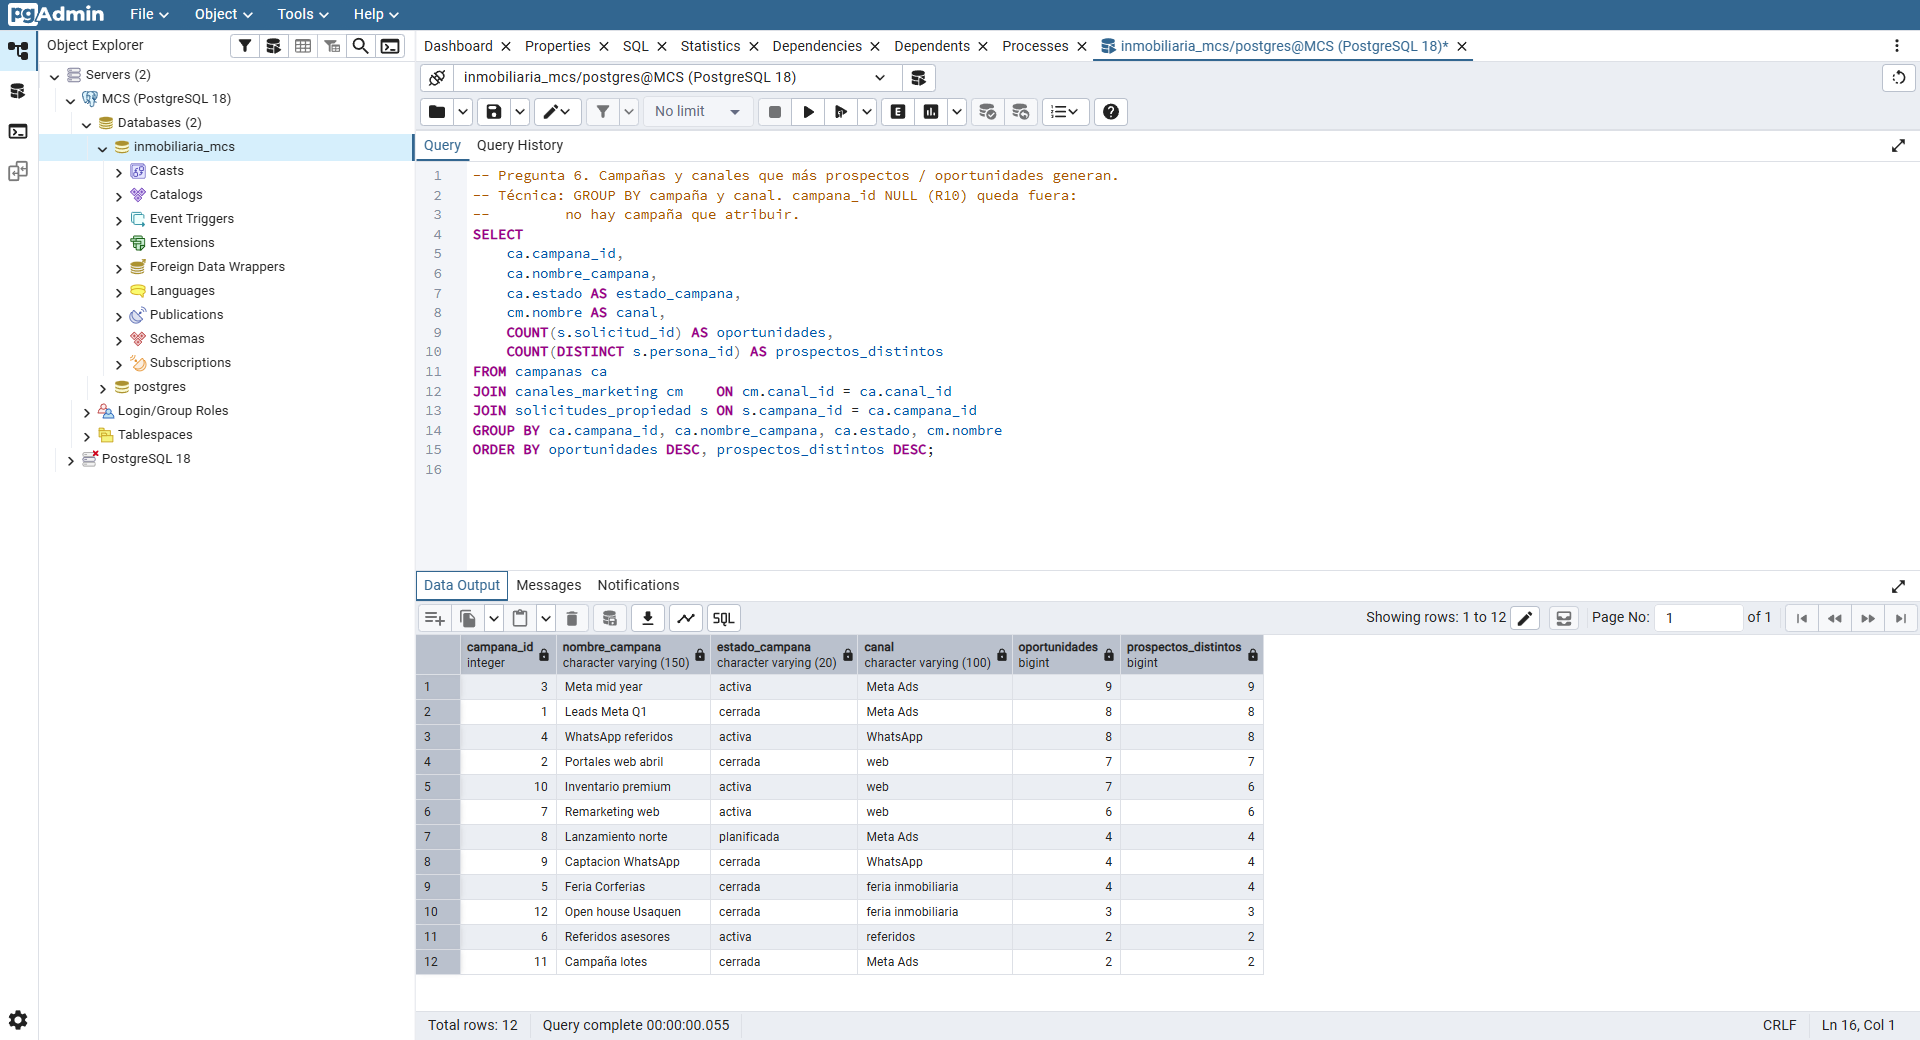 pgAdmin File Object Tools Help
Object Explorer
Servers (2)
MCS (PostgreSQL 18)
Databases (2)
inmobiliaria_mcs
Casts
Catalogs
Event Triggers
Extensions
Foreign Data Wrappers
Languages
Publications
Schemas
Subscriptions
postgres
Login/Group Roles
Tablespaces
PostgreSQL 18
Dashboard Properties SQL Statistics Dependencies Dependents Processes inmobiliaria_mcs/postgres@MCS (PostgreSQL 18)*
inmobiliaria_mcs/postgres@MCS (PostgreSQL 18)
No limit E
Query Query History
1 -- Pregunta 6. Campañas y canales que más prospectos / oportunidades generan.
2 -- Técnica: GROUP BY campaña y canal. campana_id NULL (R10) queda fuera:
3 -- no hay campaña que atribuir.
4 SELECT
5 ca.campana_id,
6 ca.nombre_campana,
7 ca.estado AS estado_campana,
8 cm.nombre AS canal,
9 COUNT(s.solicitud_id) AS oportunidades,
10 COUNT(DISTINCT s.persona_id) AS prospectos_distintos
11 FROM campanas ca
12 JOIN canales_marketing cm ON cm.canal_id = ca.canal_id
13 JOIN solicitudes_propiedad s ON s.campana_id = ca.campana_id
14 GROUP BY ca.campana_id, ca.nombre_campana, ca.estado, cm.nombre
15 ORDER BY oportunidades DESC, prospectos_distintos DESC;
16
Data Output Messages Notifications
SQL Showing rows: 1 to 12 Page No: 1 of 1
campana_id nombre_campana estado_campana canal oportunidades prospectos_distintos
integer character varying (150) character varying (20) character varying (100) bigint bigint
1 3 Meta mid year activa Meta Ads 9 9
2 1 Leads Meta Q1 cerrada Meta Ads 8 8
3 4 WhatsApp referidos activa WhatsApp 8 8
4 2 Portales web abril cerrada web 7 7
5 10 Inventario premium activa web 7 6
6 7 Remarketing web activa web 6 6
7 8 Lanzamiento norte planificada Meta Ads 4 4
8 9 Captacion WhatsApp cerrada WhatsApp 4 4
9 5 Feria Corferias cerrada feria inmobiliaria 4 4
10 12 Open house Usaquen cerrada feria inmobiliaria 3 3
11 6 Referidos asesores activa referidos 2 2
12 11 Campaña lotes cerrada Meta Ads 2 2
Total rows: 12 Query complete 00:00:00.055 CRLF Ln 16, Col 1